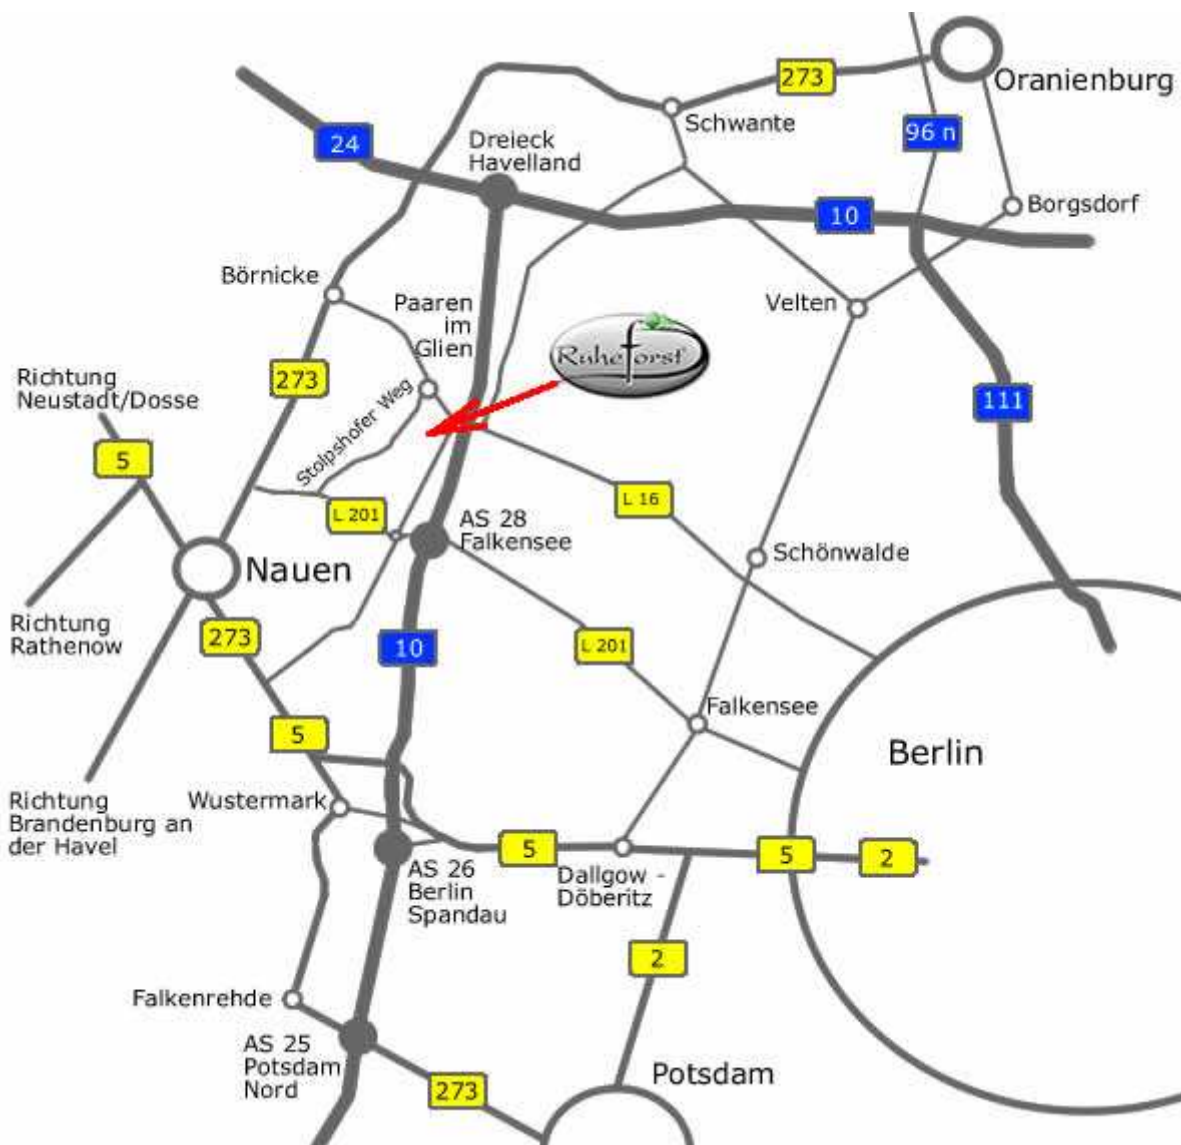 Oranienburg
273
Schwante
96 n
24
Dreieck
Havelland
Borgsdorf
10
Börnicke
Paaren
im
Glien
Velten
Ruheforst
273
Richtung
Neustadt/Dosse
Stolpshofer Weg
111
5
L 16
L 201
AS 28
Falkensee
Schönwalde
Nauen
Richtung
Rathenow
273
10
L 201
Falkensee
5
Berlin
Richtung
Brandenburg an
der Havel
Wustermark
5
5
2
AS 26
Berlin
Spandau
Dallgow -
Döberitz
2
Falkenrehde
AS 25
Potsdam
Nord
273
Potsdam